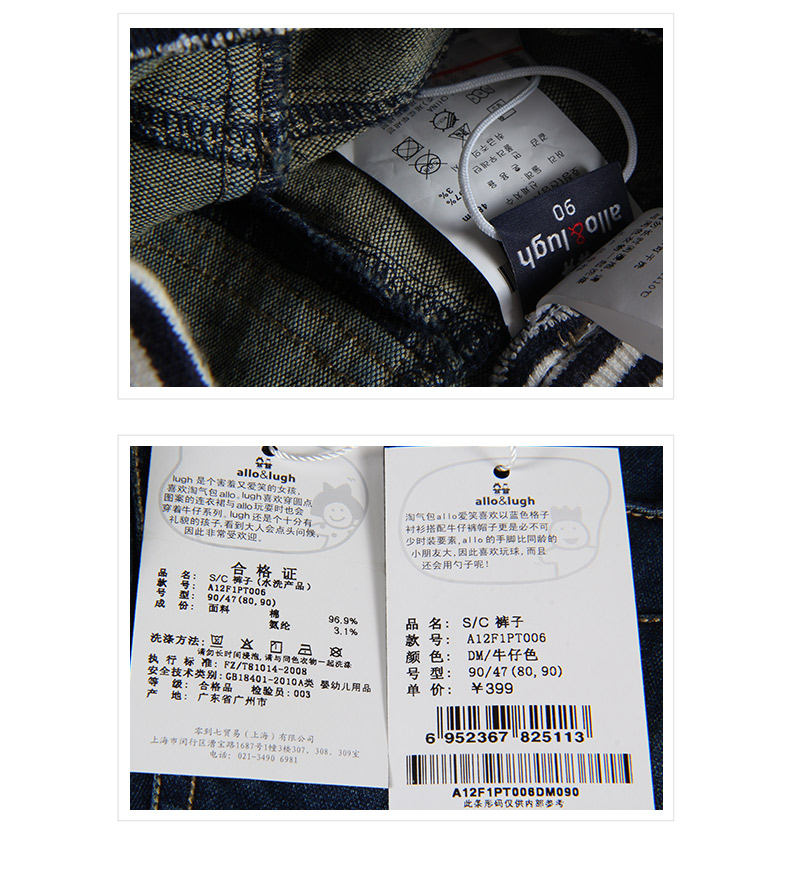 90
allo&lugh
110℃
3%
CHINA
allo&lugh
lugh 是个害羞又爱笑的女孩,
喜欢淘气包allo。lugh喜欢穿圆点
图案的连衣裙与allo玩耍时也会
穿着牛仔系列。lugh还是个十分有
礼貌的孩子,看到大人会点头问候,
因此非常受欢迎。
合格证
品 名: S/C 裤子(水洗产品)
款 号: A12F1PT006
号 型: 90/47(80,90)
成 份: 面料
棉 96.9%
氨纶 3.1%
洗涤方法:
请勿长时间浸泡,请与同色衣物一起洗涤
执 行 标 准: FZ/T81014-2008
安全技术类别:GB18401-2010A类 婴幼儿用品
等 级: 合格品 检验员:003
产 地: 广东省广州市
零到七贸易(上海)有限公司
上海市闵行区漕宝路1687号1幢3楼307、308、309室
电话: 021-3490 6981
allo&lugh
淘气包allo爱笑喜欢以蓝色格子
衬衫搭配牛仔裤帽子更是必不可
少时装要素,allo的手脚比同龄的
小朋友大,因此喜欢玩球,而且
还会用勺子呢!
品 名: S/C 裤子
款 号: A12F1PT006
颜 色: DM/牛仔色
号 型: 90/47(80,90)
单 价: ￥399
6 952367 825113
A12F1PT006DM090
此条形码仅供内部参考